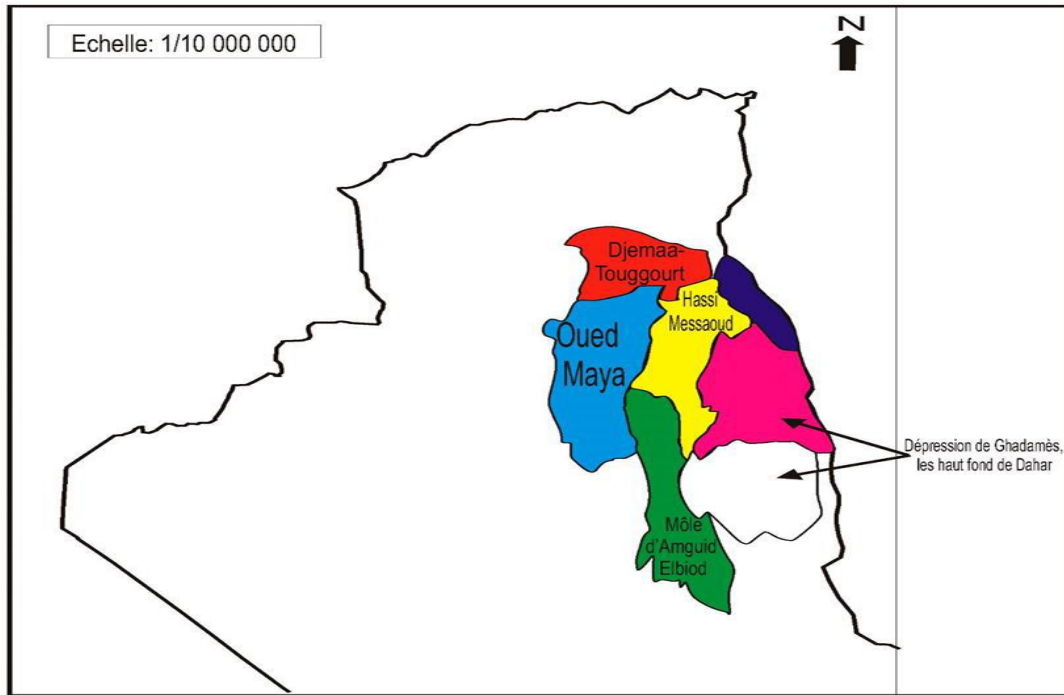 Echelle: 1/10 000 000
N
Djemaa-
Touggourt
Hassi
Messaoud
Oued
Maya
Dépression de Ghadamès,
les haut fond de Dahar
Môle
d'Amguid
Elbiod